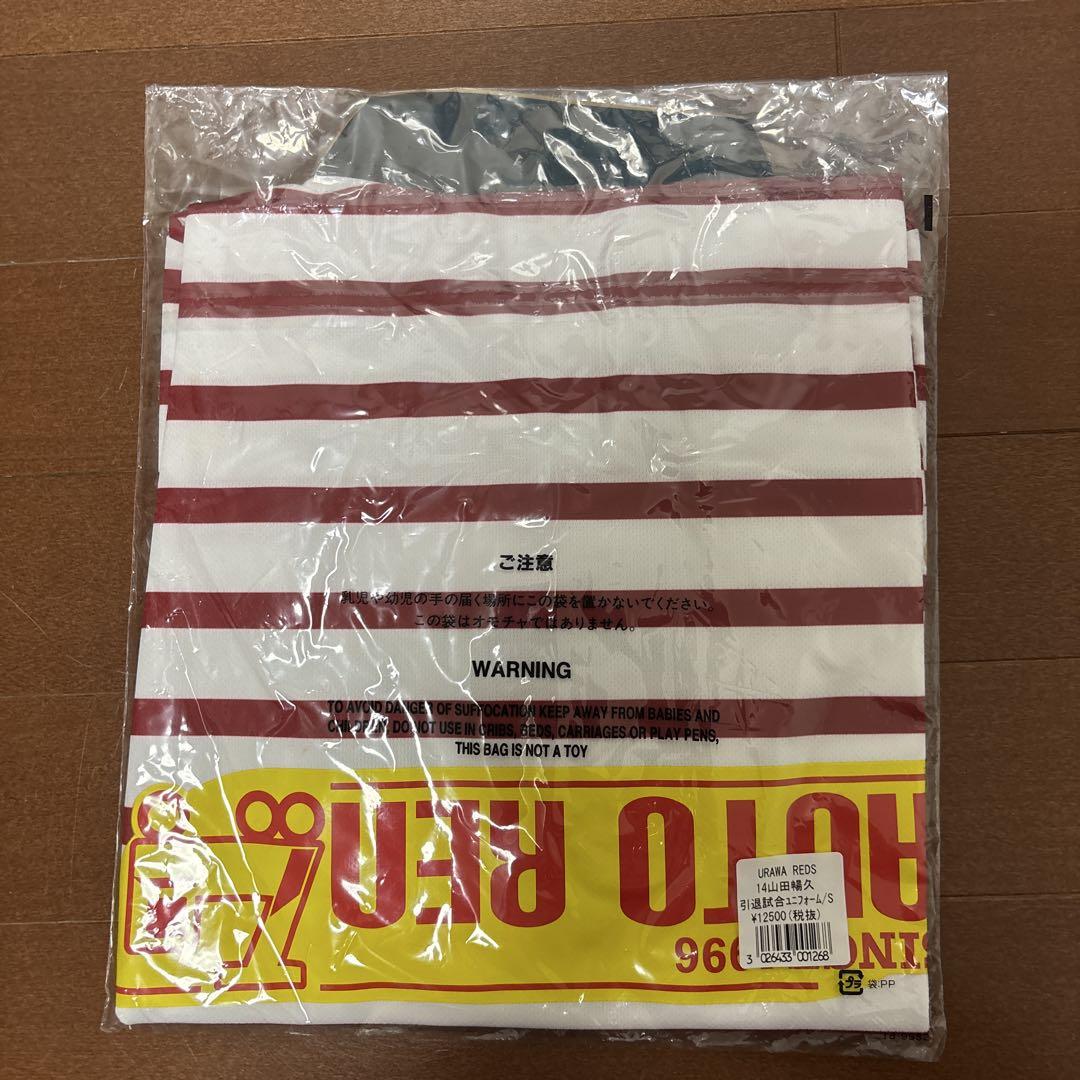 ご注意
乳児や幼児の手の届く場所にこの袋を置かないでください。
この袋はオモチャではありません。
WARNING
TO AVOID DANGER OF SUFFOCATION KEEP AWAY FROM BABIES AND
CHILDREN. DO NOT USE IN CRIBS, BEDS, CARRIAGES OR PLAY PENS,
THIS BAG IS NOT A TOY
RED
URAWA REDS
14山田暢久
引退試合ユニフォーム/S
¥12500(税抜)
3 026433 001268
プラ 袋:PP